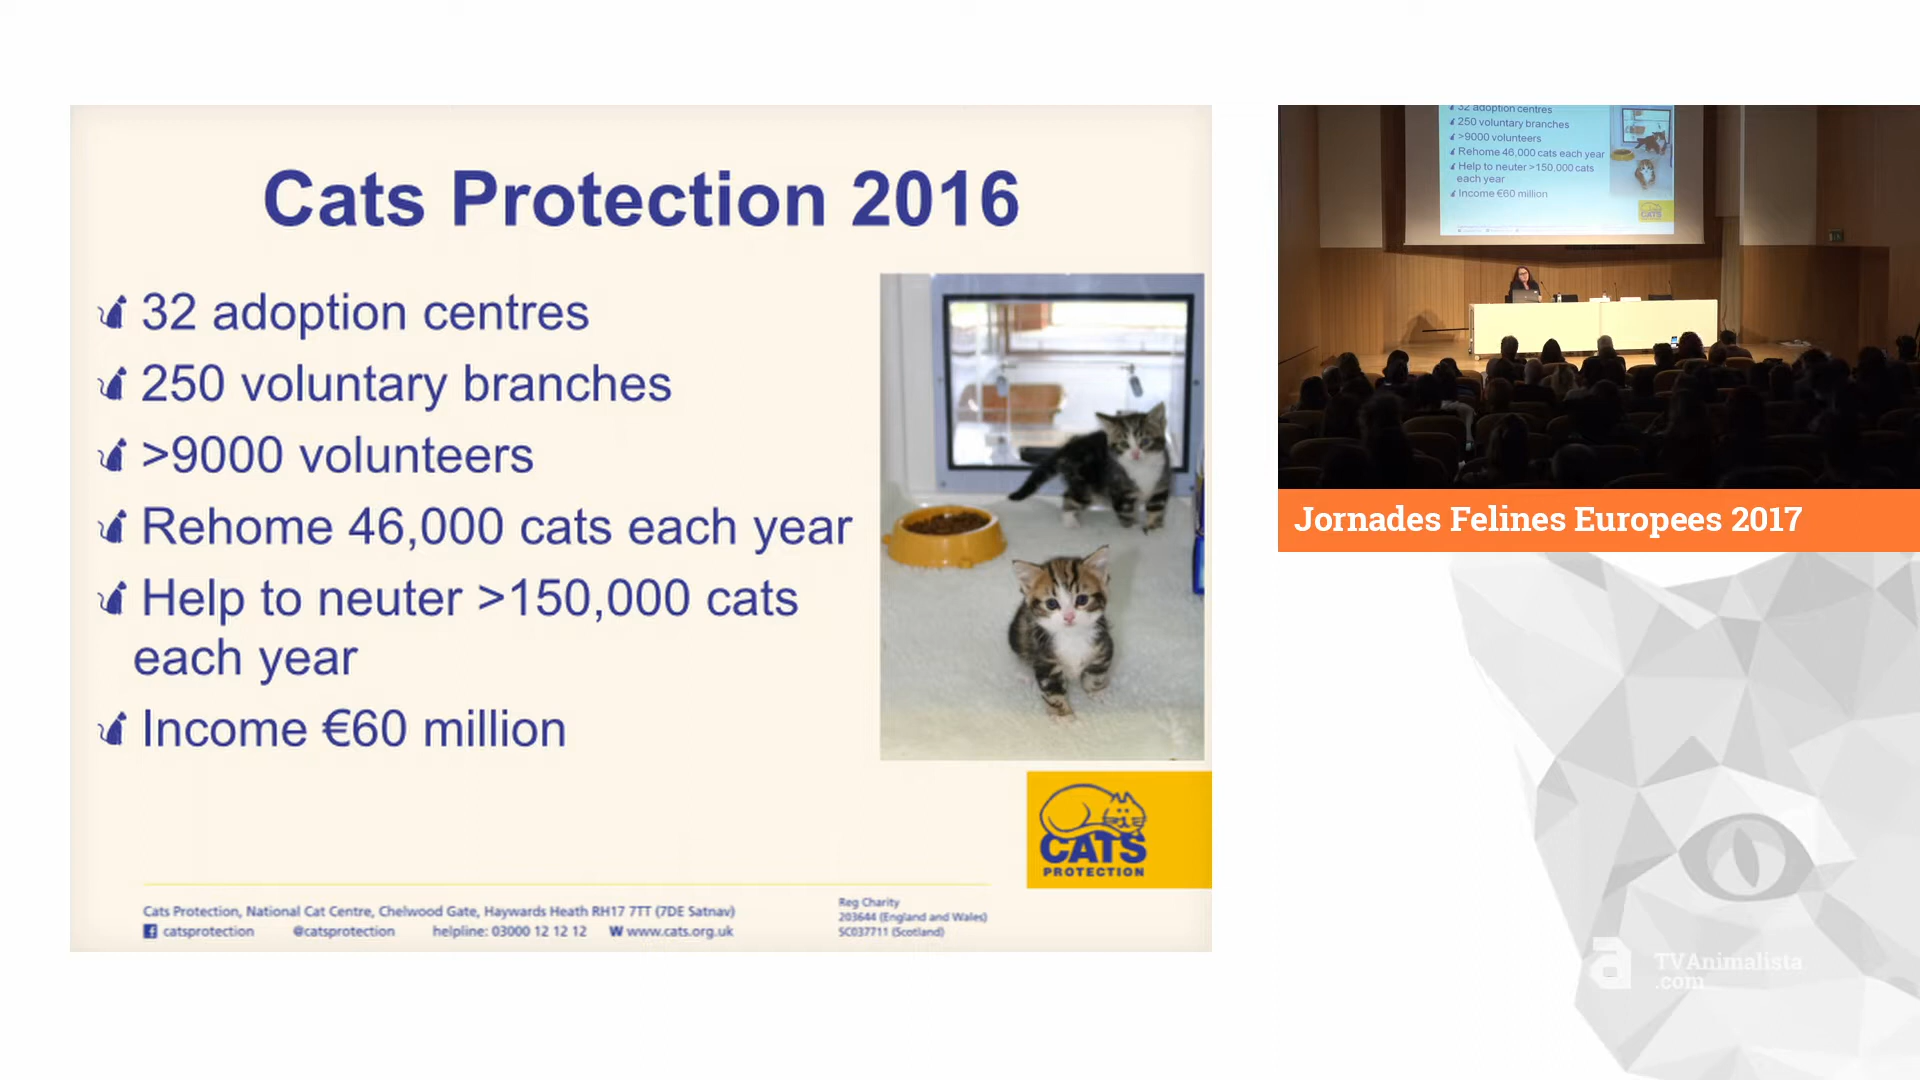 Cats Protection 2016
32 adoption centres
250 voluntary branches
>9000 volunteers
Rehome 46,000 cats each year
Help to neuter >150,000 cats
each year
Income €60 million
CATS
PROTECTION
Cats Protection, National Cat Centre, Chelwood Gate, Haywards Heath RH17 7TT (7DE Satnav)
catsprotection @catsprotection helpline: 03000 12 12 12 W www.cats.org.uk
Reg Charity
203644 (England and Wales)
SC037711 (Scotland)
32 adoption centres
250 voluntary branches
>9000 volunteers
Rehome 46,000 cats each year
Help to neuter >150,000 cats
each year
Income €60 million
CATS
Jornades Felines Europees 2017
TVAnimalista
.com